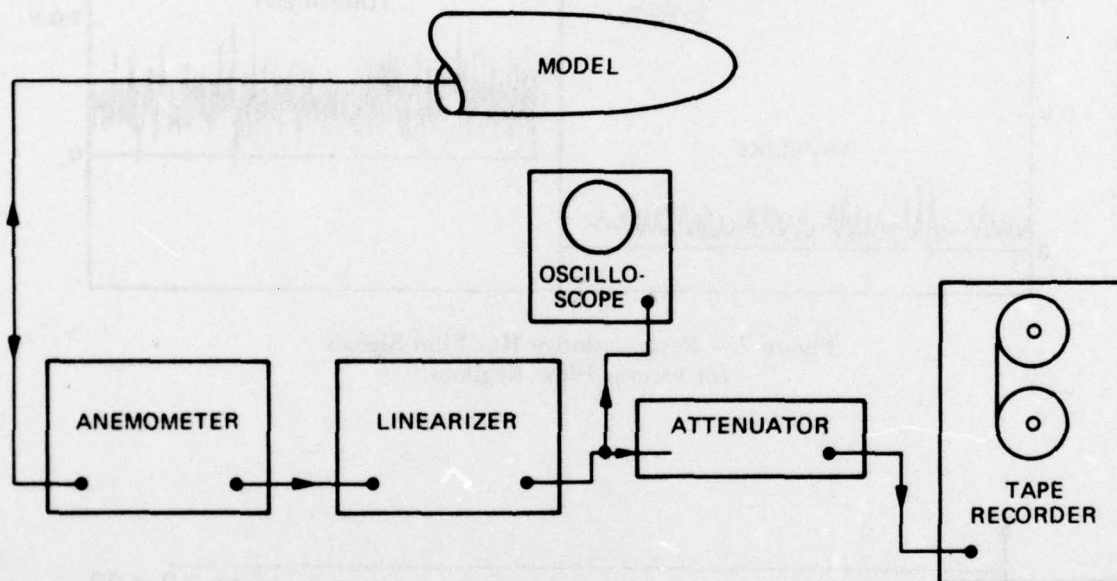 MODEL
OSCILLO-
SCOPE
ANEMOMETER
LINEARIZER
ATTENUATOR
TAPE
RECORDER